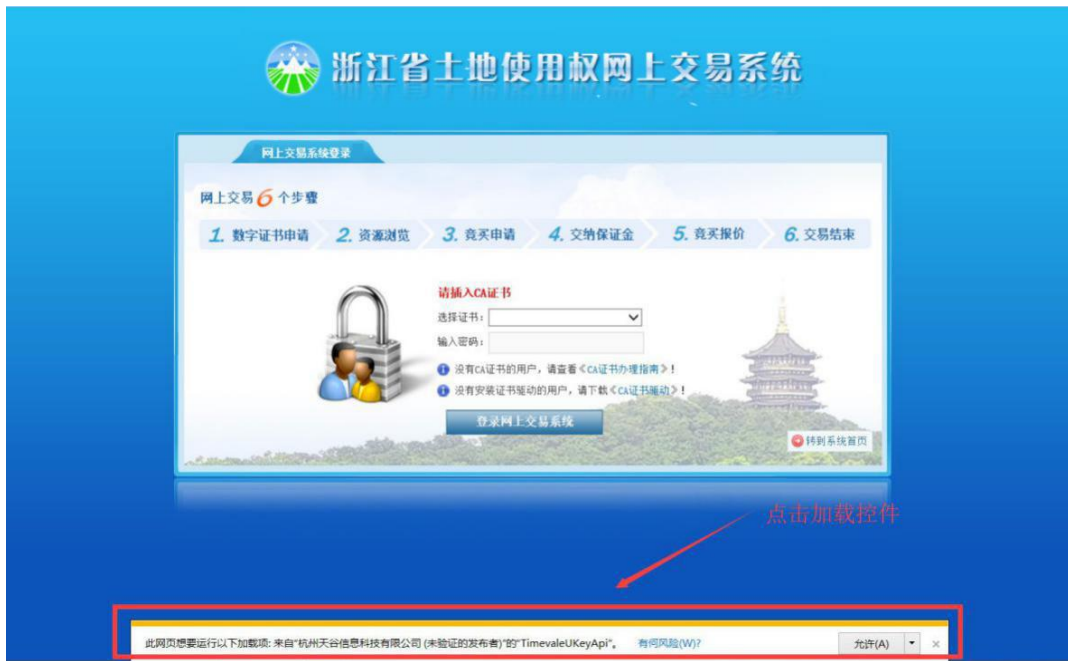 浙江省土地使用权网上交易系统
网上交易系统登录
网上交易6个步骤
1. 数字证书申请 2. 资源浏览 3. 竞买申请 4. 交纳保证金 5. 竞买报价 6. 交易结束
请插入CA证书
选择证书:
输入密码:
没有CA证书的用户,请查看《CA证书办理指南》!
没有安装证书驱动的用户,请下载《CA证书驱动》!
登录网上交易系统
转到系统首页
点击加载控件
此网页想要运行以下加载项: 来自“杭州天谷信息科技有限公司 (未验证的发布者)”的“TimevaleUKeyApi”。 有何风险(W)? 允许(A) ×